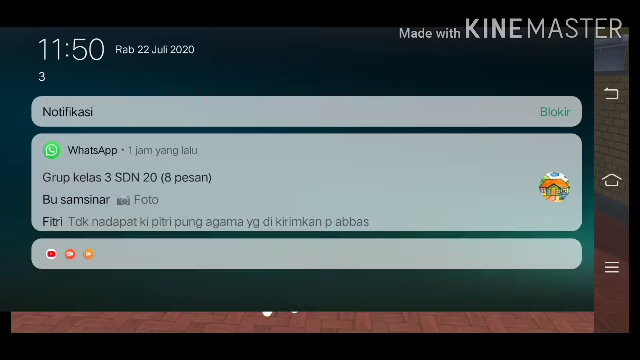 Made with KINEMASTER
11:50 Rab 22 Juli 2020
3
Notifikasi Blokir
WhatsApp • 1 jam yang lalu
Grup kelas 3 SDN 20 (8 pesan)
Bu samsinar Foto
Fitri Tdk nadapat ki pitri pung agama yg di kirimkan p abbas